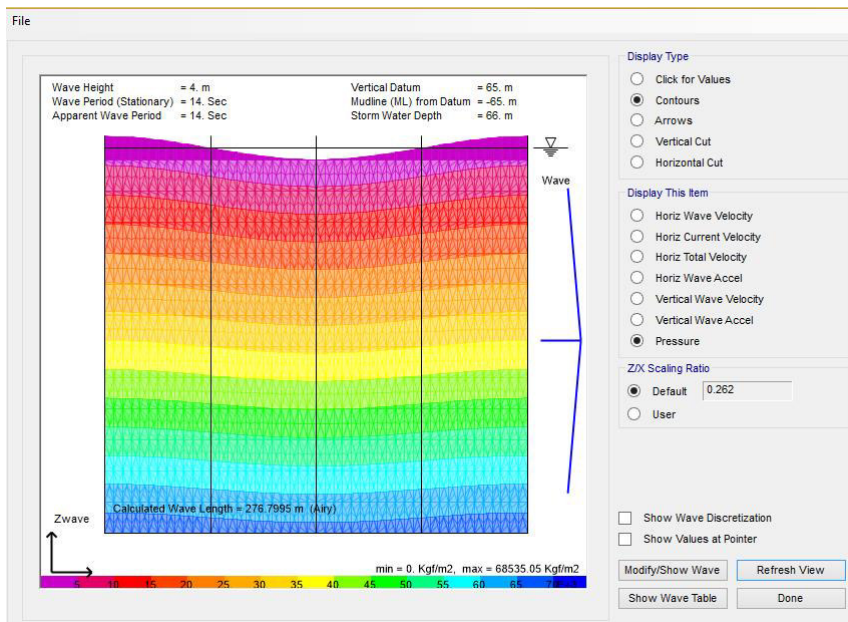 File
Wave Height = 4. m
Wave Period (Stationary) = 14. Sec
Apparent Wave Period = 14. Sec
Vertical Datum = 65. m
Mudline (ML) from Datum = -65. m
Storm Water Depth = 66. m
Wave
Calculated Wave Length = 276.7995 m (Airy)
Zwave
min = 0. Kgf/m2, max = 68535.05 Kgf/m2
5 10 15 20 25 30 35 40 45 50 55 60 65
Display Type
Click for Values
Contours
Arrows
Vertical Cut
Horizontal Cut
Display This Item
Horiz Wave Velocity
Horiz Current Velocity
Horiz Total Velocity
Horiz Wave Accel
Vertical Wave Velocity
Vertical Wave Accel
Pressure
Z/X Scaling Ratio
Default 0.262
User
Show Wave Discretization
Show Values at Pointer
Modify/Show Wave Refresh View
Show Wave Table Done